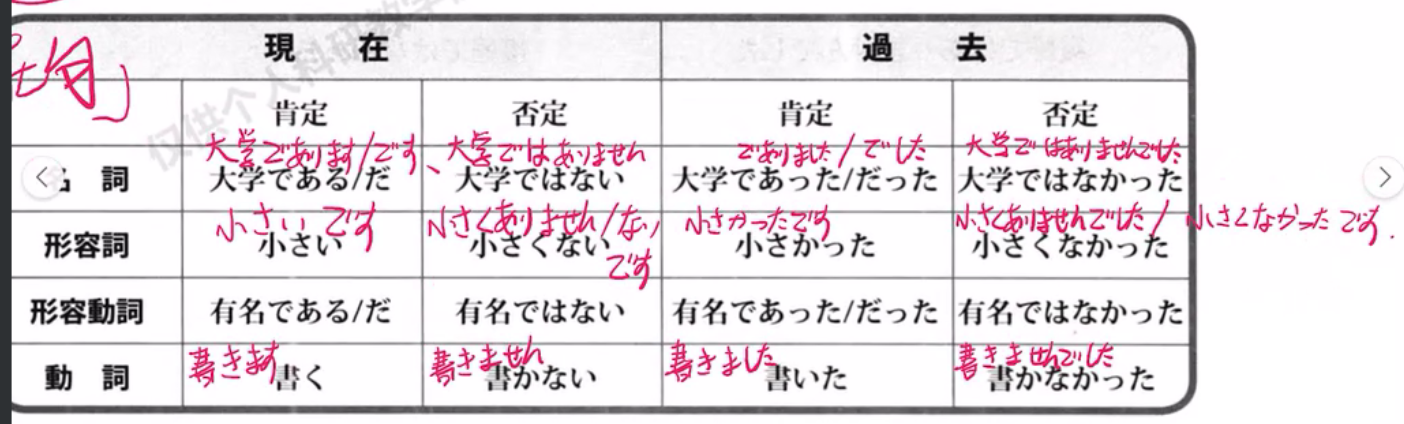 現 在 過 去
肯定 否定 肯定 否定
大学であります/です、大学ではありません でありました/でした 大学ではありませんでした
詞 大学である/だ 大学ではない 大学であった/だった 大学ではなかった
小さいです 小さくありません/ない 小さかったです 小さくありませんでした/小さくなかったです.
形容詞 小さい 小さくない 小さかった 小さくなかった
です
形容動詞 有名である/だ 有名ではない 有名であった/だった 有名ではなかった
書きます 書きません 書きました 書きませんでした
動 詞 書く 書かない 書いた 書かなかった